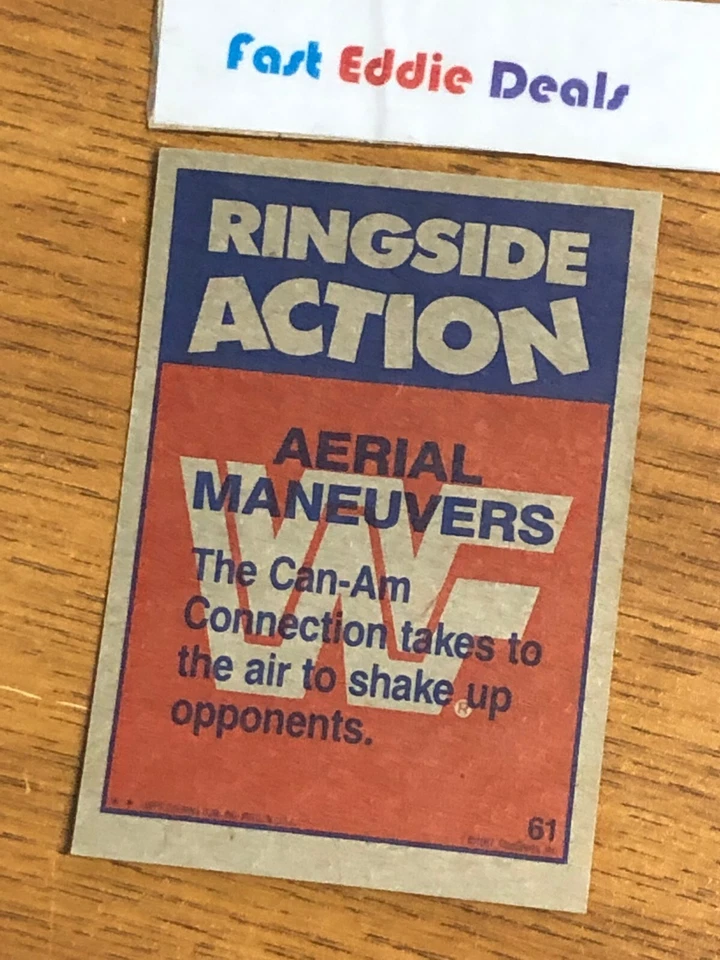 Fast Eddie Deals
RINGSIDE
ACTION
AERIAL
MANEUVERS
The Can-Am
Connection takes to
the air to shake up
opponents.
®
61